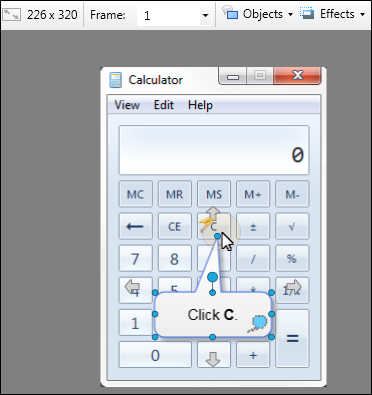 226 x 320 Frame: 1 Objects Effects
Calculator
View Edit Help
0
MC MR MS M+ M-
← CE C ± √
7 8 / %
4 5 *
Click C.
1 =
0 +